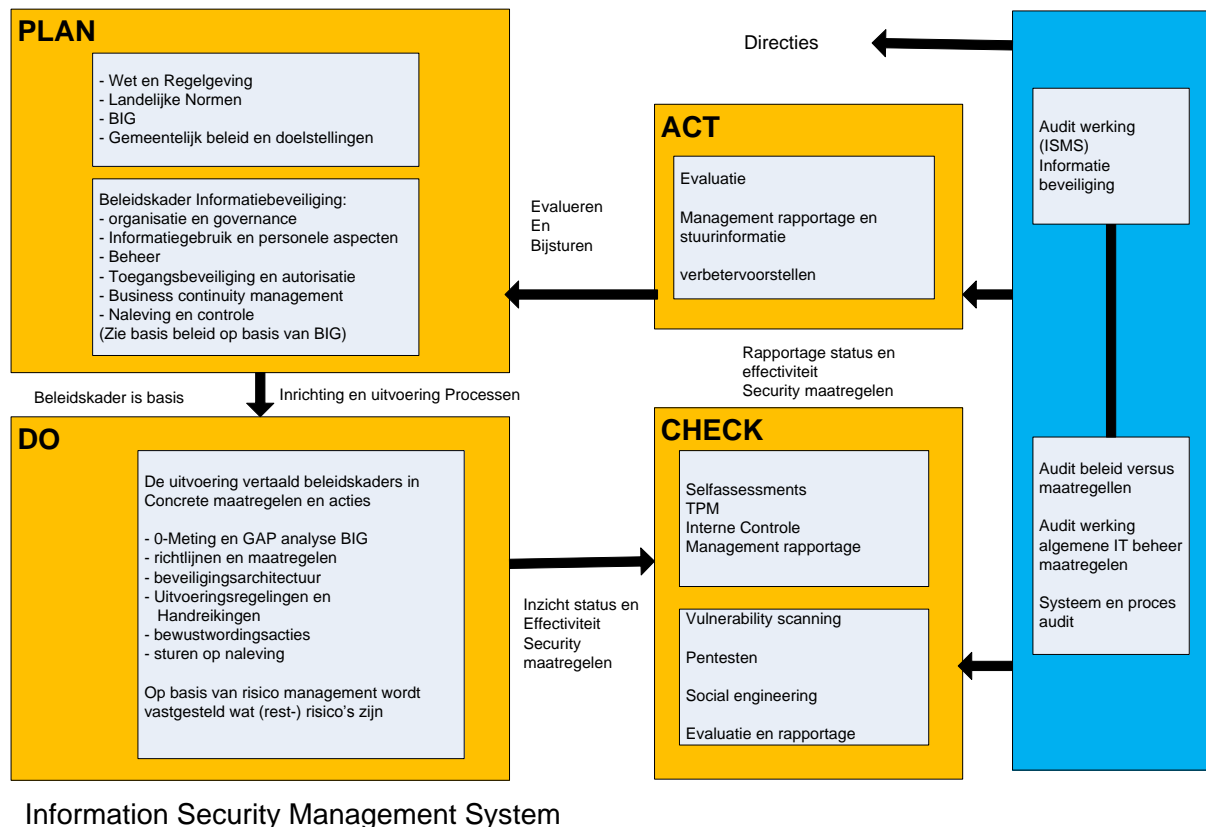 PLAN
- Wet en Regelgeving
- Landelijke Normen
- BIG
- Gemeentelijk beleid en doelstellingen
Beleidskader Informatiebeveiliging:
- organisatie en governance
- Informatiegebruik en personele aspecten
- Beheer
- Toegangsbeveiliging en autorisatie
- Business continuity management
- Naleving en controle
(Zie basis beleid op basis van BIG)
Evalueren
En
Bijsturen
ACT
Evaluatie
Management rapportage en
stuurinformatie
verbetervoorstellen
Directies
Audit werking
(ISMS)
Informatie
beveiliging
Beleidskader is basis
Inrichting en uitvoering Processen
Rapportage status en
effectiviteit
Security maatregelen
DO
De uitvoering vertaald beleidskaders in
Concrete maatregelen en acties
- 0-Meting en GAP analyse BIG
- richtlijnen en maatregelen
- beveiligingsarchitectuur
- Uitvoeringsregelingen en
Handreikingen
- bewustwordingsacties
- sturen op naleving
Op basis van risico management wordt
vastgesteld wat (rest-) risico's zijn
Inzicht status en
Effectiviteit
Security
maatregelen
CHECK
Selfassessments
TPM
Interne Controle
Management rapportage
Vulnerability scanning
Pentesten
Social engineering
Evaluatie en rapportage
Audit beleid versus
maatregellen
Audit werking
algemene IT beheer
maatregelen
Systeem en proces
audit
Information Security Management System